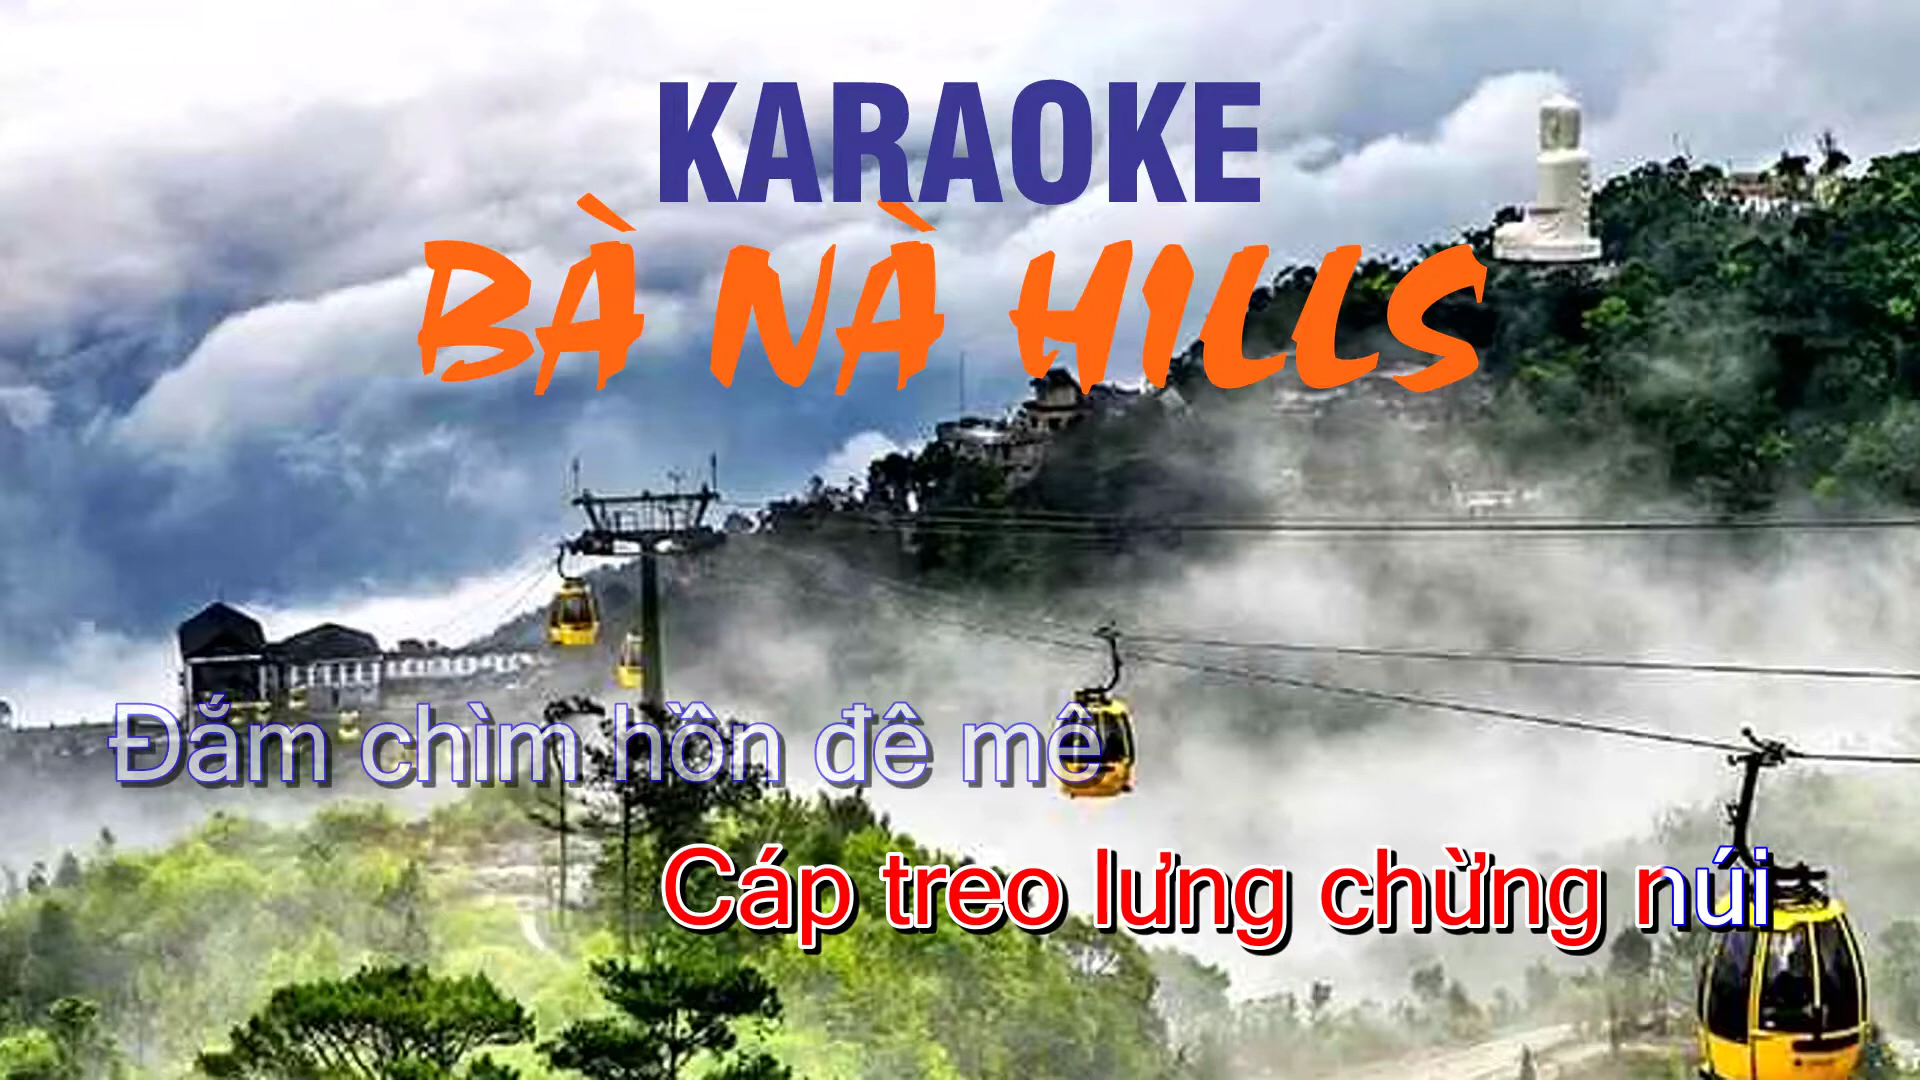 KARAOKE
BÀ NÀ HILLS
Đắm chìm hồn đê mê
Cáp treo lưng chừng núi